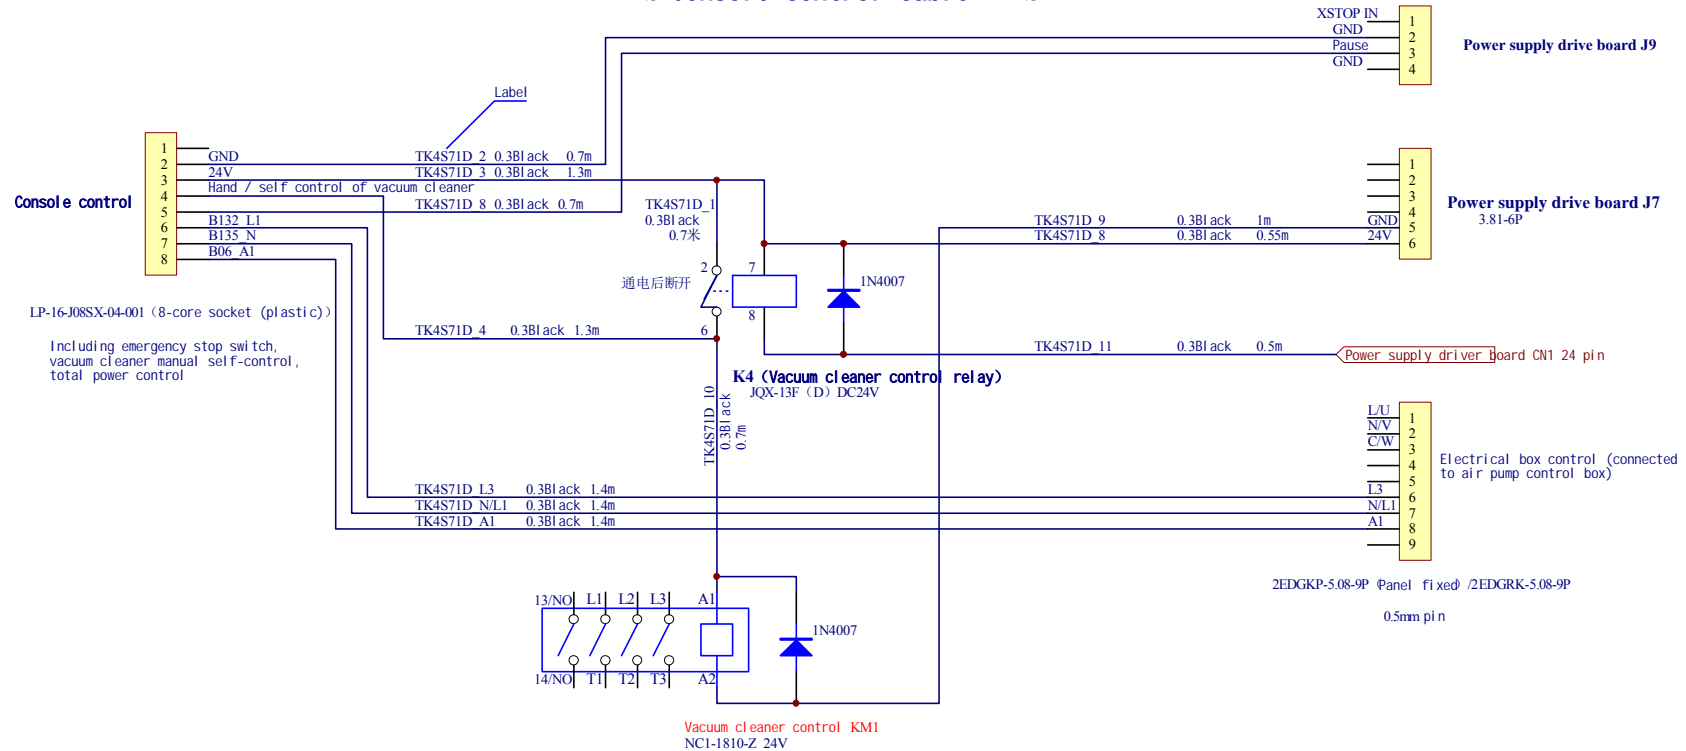 XSTOP IN
GND
Pause
GND
1
2
3
4
Power supply drive board J9
Label
Console control
1
2
3
4
5
6
7
8
GND
24V
Hand / self control of vacuum cleaner
B132_L1
B135_N
B06_A1
TK4S71D_2 0.3Black 0.7m
TK4S71D_3 0.3Black 1.3m
TK4S71D_8 0.3Black 0.7m
TK4S71D_1
0.3Black
0.7米
1
2
3
4
5
6
GND
24V
Power supply drive board J7
3.81-6P
TK4S71D_9 0.3Black 1m
TK4S71D_8 0.3Black 0.55m
LP-16-J08SX-04-001（8-core socket (plastic)）
Including emergency stop switch,
vacuum cleaner manual self-control,
total power control
通电后断开
2
7
6
8
1N4007
TK4S71D_4 0.3Black 1.3m
TK4S71D_11 0.3Black 0.5m
Power supply driver board CN1 24 pin
K4（Vacuum cleaner control relay）
JQX-13F（D）DC24V
TK4S71D_10
0.3Black
0.7m
L/U
N/V
C/W
L3
N/L1
A1
1
2
3
4
5
6
7
8
9
Electrical box control (connected
to air pump control box)
TK4S71D_L3 0.3Black 1.4m
TK4S71D_N/L1 0.3Black 1.4m
TK4S71D_A1 0.3Black 1.4m
2EDGKP-5.08-9P (Panel fixed) /2EDGRK-5.08-9P
0.5mm pin
13/NO L1 L2 L3 A1
1N4007
14/NO T1 T2 T3 A2
Vacuum cleaner control KM1
NC1-1810-Z 24V